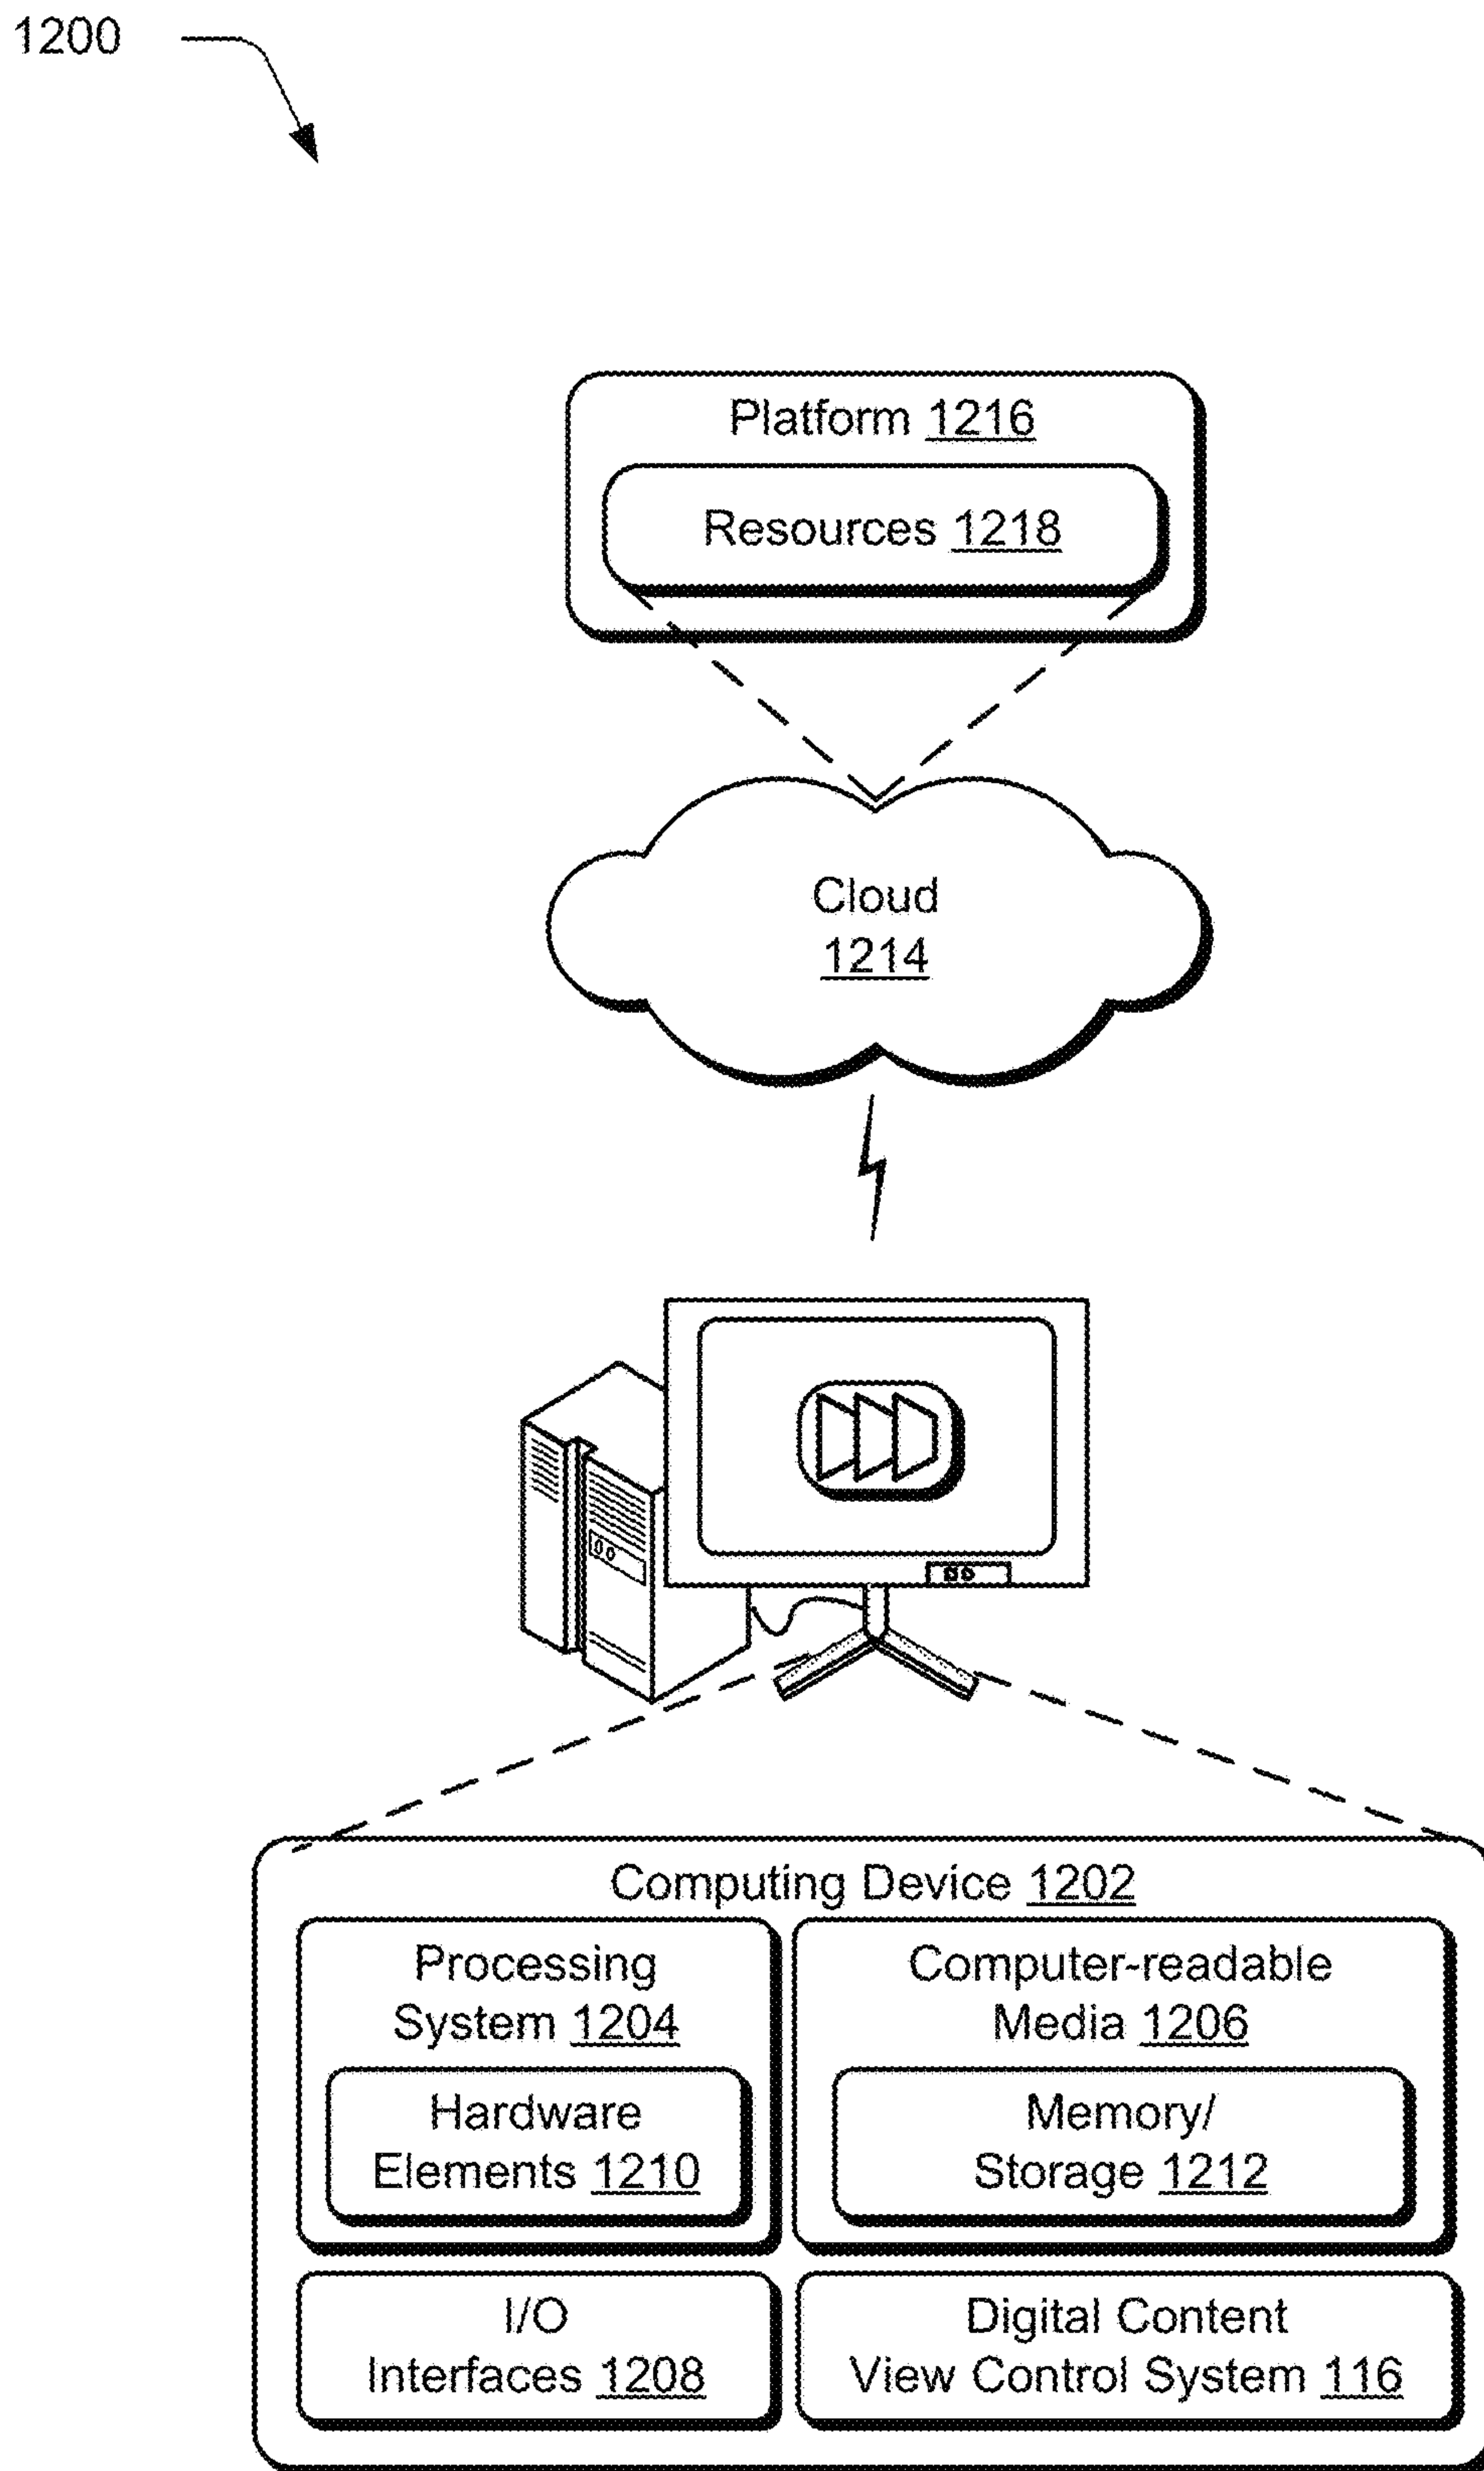 1200
Platform 1216
Resources 1218
Cloud
1214
Computing Device 1202
Processing
System 1204
Hardware
Elements 1210
Computer-readable
Media 1206
Memory/
Storage 1212
I/O
Interfaces 1208
Digital Content
View Control System 116